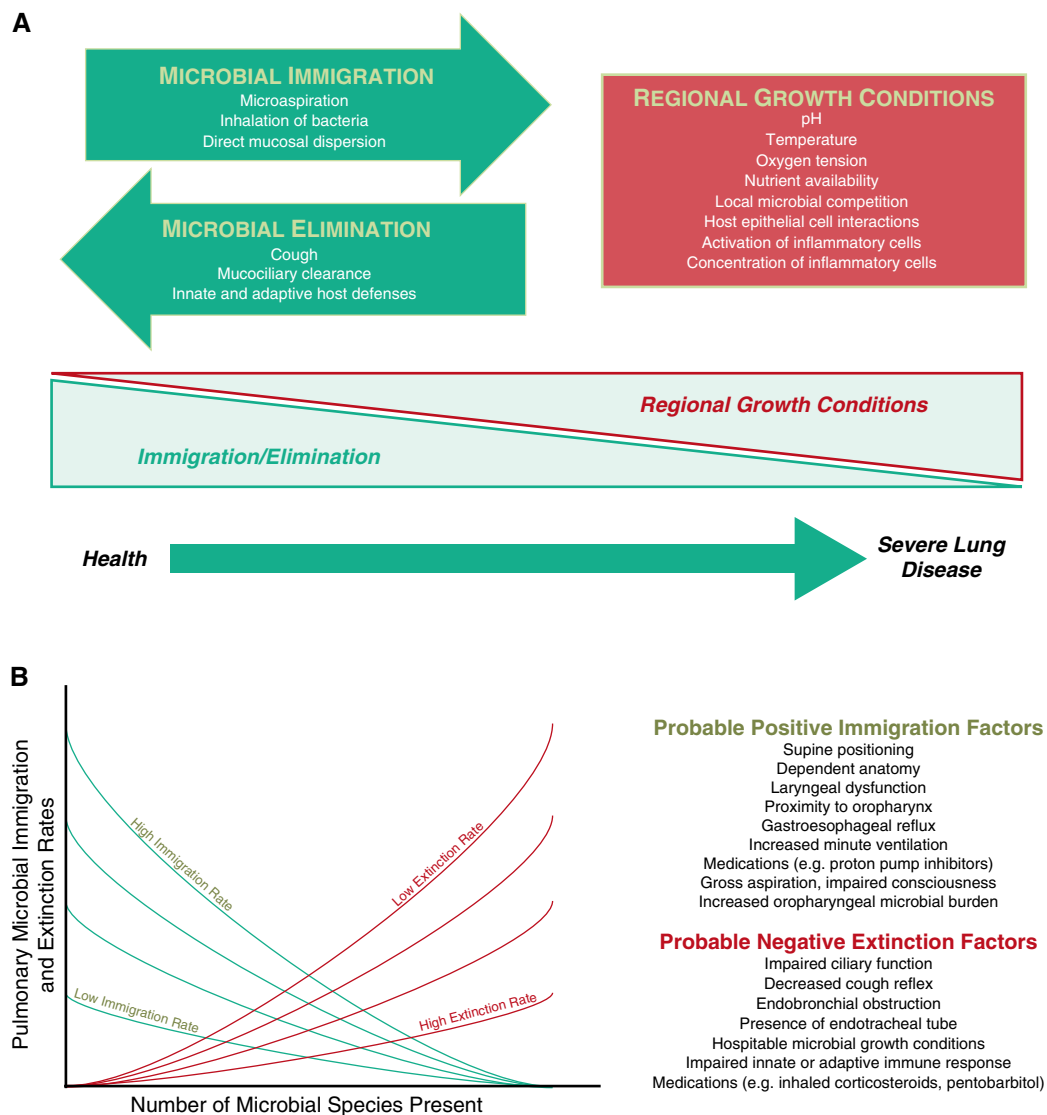 A
MICROBIAL IMMIGRATION
Microaspiration
Inhalation of bacteria
Direct mucosal dispersion
MICROBIAL ELIMINATION
Cough
Mucociliary clearance
Innate and adaptive host defenses
REGIONAL GROWTH CONDITIONS
pH
Temperature
Oxygen tension
Nutrient availability
Local microbial competition
Host epithelial cell interactions
Activation of inflammatory cells
Concentration of inflammatory cells
Regional Growth Conditions
Immigration/Elimination
Health
Severe Lung
Disease
B
Pulmonary Microbial Immigration
and Extinction Rates
High Immigration Rate
Low Immigration Rate
Low Extinction Rate
High Extinction Rate
Number of Microbial Species Present
Probable Positive Immigration Factors
Supine positioning
Dependent anatomy
Laryngeal dysfunction
Proximity to oropharynx
Gastroesophageal reflux
Increased minute ventilation
Medications (e.g. proton pump inhibitors)
Gross aspiration, impaired consciousness
Increased oropharyngeal microbial burden
Probable Negative Extinction Factors
Impaired ciliary function
Decreased cough reflex
Endobronchial obstruction
Presence of endotracheal tube
Hospitable microbial growth conditions
Impaired innate or adaptive immune response
Medications (e.g. inhaled corticosteroids, pentobarbitol)